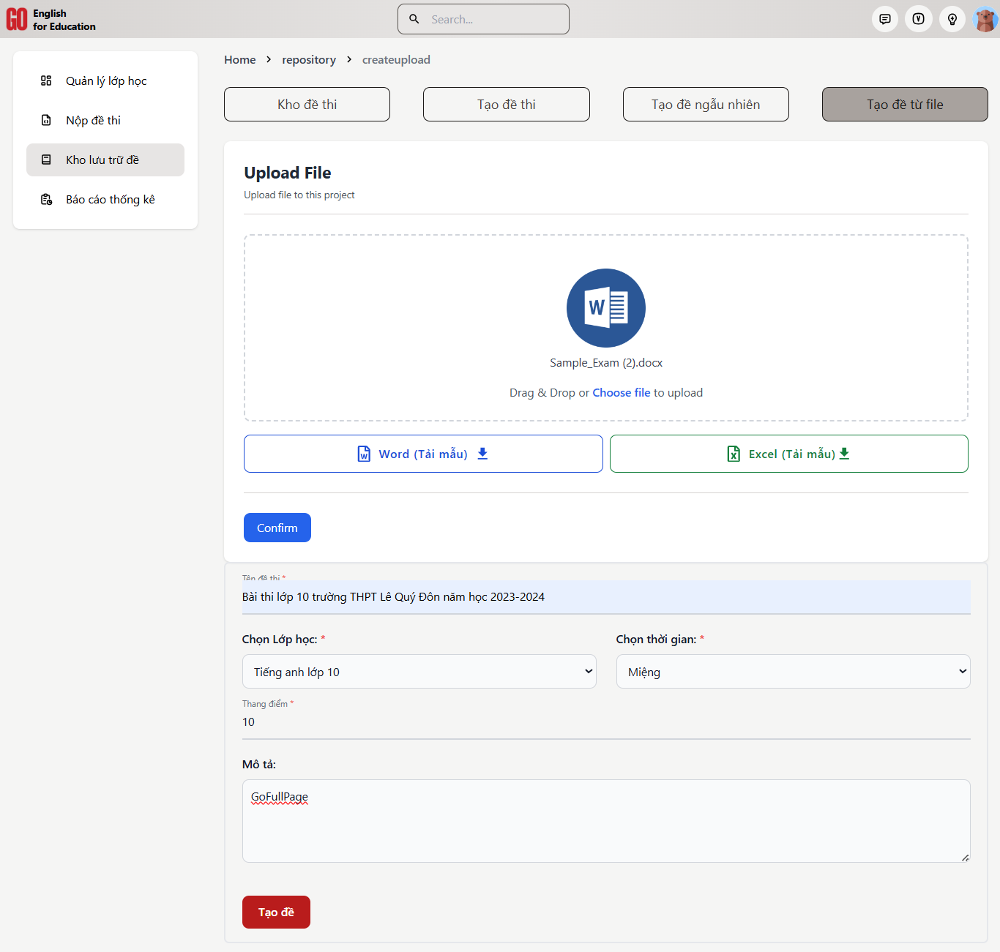 GO English
for Education
Search...
Quản lý lớp học
Nộp đề thi
Kho lưu trữ đề
Báo cáo thống kê
Home > repository > createupload
Kho đề thi
Tạo đề thi
Tạo đề ngẫu nhiên
Tạo đề từ file
Upload File
Upload file to this project
W
Sample_Exam (2).docx
Drag & Drop or Choose file to upload
Word (Tải mẫu)
Excel (Tải mẫu)
Confirm
Tên đề thi *
Bài thi lớp 10 trường THPT Lê Quý Đôn năm học 2023-2024
Chọn Lớp học: *
Chọn thời gian: *
Tiếng anh lớp 10
Miệng
Thang điểm *
10
Mô tả:
GoFullPage
Tạo đề